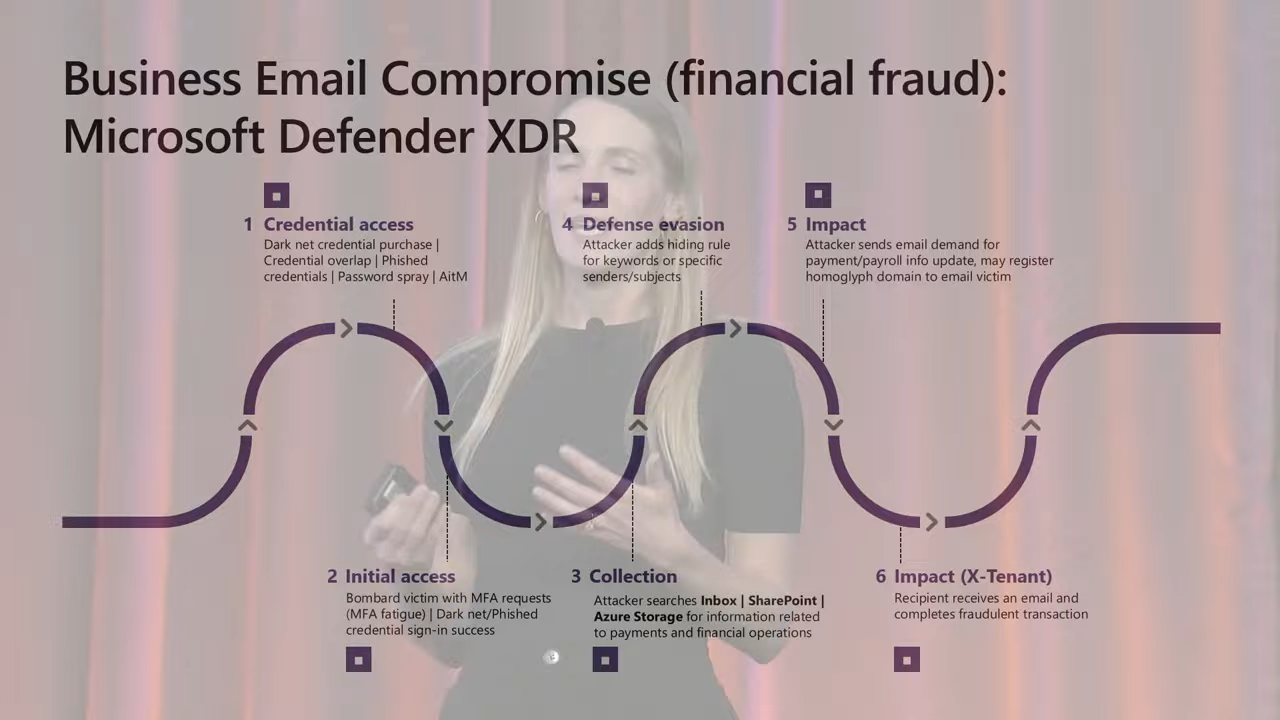 Business Email Compromise (financial fraud):
Microsoft Defender XDR
1 Credential access
Dark net credential purchase |
Credential overlap | Phished
credentials | Password spray | AitM
4 Defense evasion
Attacker adds hiding rule
for keywords or specific
senders/subjects
5 Impact
Attacker sends email demand for
payment/payroll info update, may register
homoglyph domain to email victim
2 Initial access
Bombard victim with MFA requests
(MFA fatigue) | Dark net/Phished
credential sign-in success
3 Collection
Attacker searches Inbox | SharePoint |
Azure Storage for information related
to payments and financial operations
6 Impact (X-Tenant)
Recipient receives an email and
completes fraudulent transaction